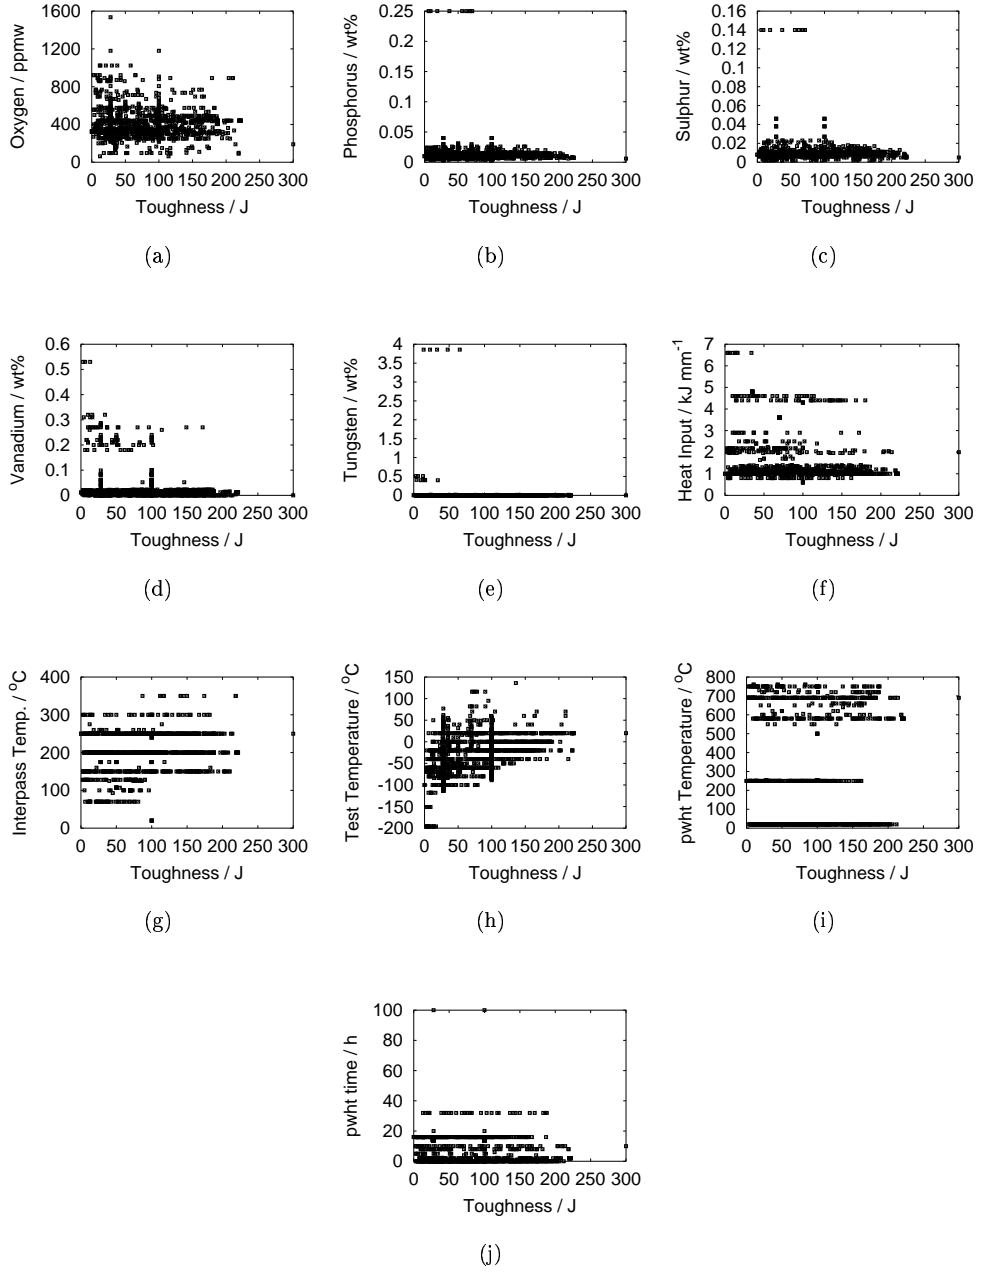 Oxygen / ppmw
1600
1200
800
400
0
0 50 100 150 200 250 300
Toughness / J
(a)
Phosphorus / wt%
0.25
0.2
0.15
0.1
0.05
0
0 50 100 150 200 250 300
Toughness / J
(b)
Sulphur / wt%
0.16
0.14
0.12
0.1
0.08
0.06
0.04
0.02
0
0 50 100 150 200 250 300
Toughness / J
(c)
Vanadium / wt%
0.6
0.5
0.4
0.3
0.2
0.1
0
0 50 100 150 200 250 300
Toughness / J
(d)
Tungsten / wt%
4
3.5
3
2.5
2
1.5
1
0.5
0
0 50 100 150 200 250 300
Toughness / J
(e)
Heat Input / kJ mm⁻¹
7
6
5
4
3
2
1
0
0 50 100 150 200 250 300
Toughness / J
(f)
Interpass Temp. / °C
400
300
200
100
0
0 50 100 150 200 250 300
Toughness / J
(g)
Test Temperature / °C
150
100
50
0
-50
-100
-150
-200
0 50 100 150 200 250 300
Toughness / J
(h)
pwht Temperature / °C
800
700
600
500
400
300
200
100
0
0 50 100 150 200 250 300
Toughness / J
(i)
pwht time / h
100
80
60
40
20
0
0 50 100 150 200 250 300
Toughness / J
(j)